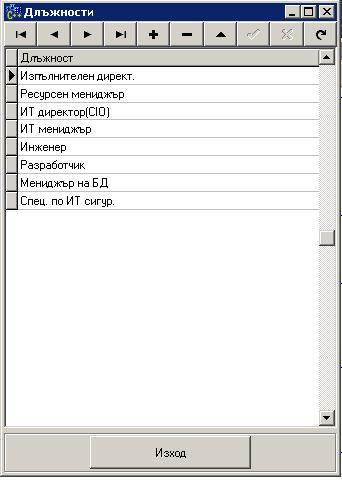 Длъжности
Длъжност
Изпълнителен директ.
Ресурсен мениджър
ИТ директор(CIO)
ИТ мениджър
Инженер
Разработчик
Мениджър на БД
Спец. по ИТ сигур.
Изход